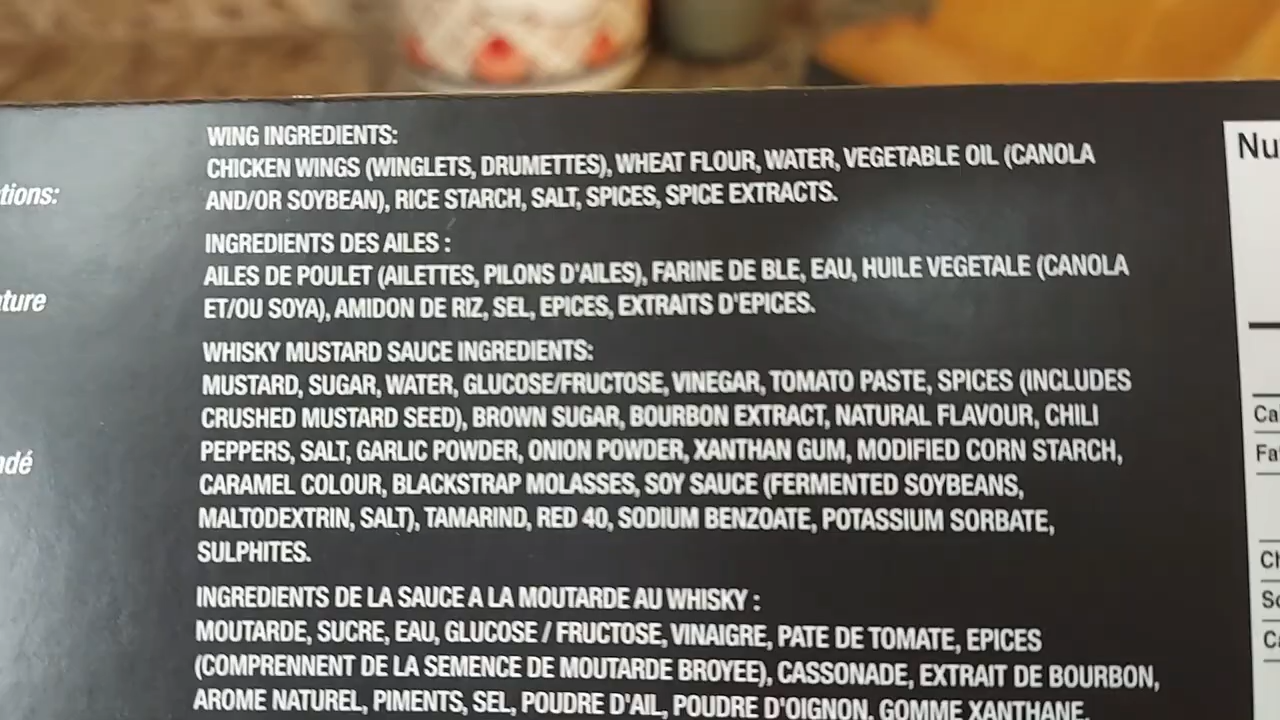 WING INGREDIENTS:
CHICKEN WINGS (WINGLETS, DRUMETTES), WHEAT FLOUR, WATER, VEGETABLE OIL (CANOLA
AND/OR SOYBEAN), RICE STARCH, SALT, SPICES, SPICE EXTRACTS.
INGREDIENTS DES AILES :
AILES DE POULET (AILETTES, PILONS D'AILES), FARINE DE BLE, EAU, HUILE VEGETALE (CANOLA
ET/OU SOYA), AMIDON DE RIZ, SEL, EPICES, EXTRAITS D'EPICES.
WHISKY MUSTARD SAUCE INGREDIENTS:
MUSTARD, SUGAR, WATER, GLUCOSE/FRUCTOSE, VINEGAR, TOMATO PASTE, SPICES (INCLUDES
CRUSHED MUSTARD SEED), BROWN SUGAR, BOURBON EXTRACT, NATURAL FLAVOUR, CHILI
PEPPERS, SALT, GARLIC POWDER, ONION POWDER, XANTHAN GUM, MODIFIED CORN STARCH,
CARAMEL COLOUR, BLACKSTRAP MOLASSES, SOY SAUCE (FERMENTED SOYBEANS,
MALTODEXTRIN, SALT), TAMARIND, RED 40, SODIUM BENZOATE, POTASSIUM SORBATE,
SULPHITES.
INGREDIENTS DE LA SAUCE A LA MOUTARDE AU WHISKY :
MOUTARDE, SUCRE, EAU, GLUCOSE / FRUCTOSE, VINAIGRE, PATE DE TOMATE, EPICES
(COMPRENNENT DE LA SEMENCE DE MOUTARDE BROYEE), CASSONADE, EXTRAIT DE BOURBON,
AROME NATUREL, PIMENTS, SEL, POUDRE D'AIL, POUDRE D'OIGNON, GOMME XANTHANE,